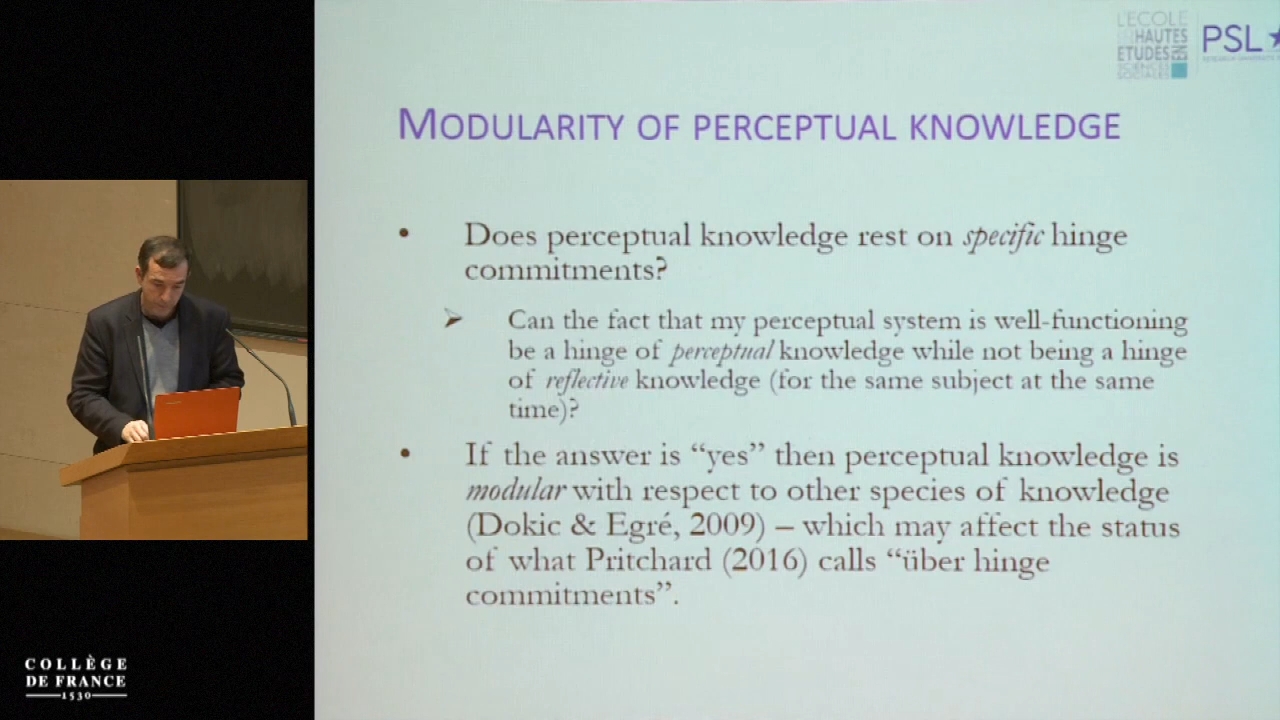 L'ECOLE
DES HAUTES
ETUDES EN
SCIENCES
SOCIALES
PSL
MODULARITY OF PERCEPTUAL KNOWLEDGE
• Does perceptual knowledge rest on specific hinge
commitments?
➢ Can the fact that my perceptual system is well-functioning
be a hinge of perceptual knowledge while not being a hinge
of reflective knowledge (for the same subject at the same
time)?
• If the answer is “yes” then perceptual knowledge is
modular with respect to other species of knowledge
(Dokic & Egré, 2009) – which may affect the status
of what Pritchard (2016) calls “über hinge
commitments”.
COLLÈGE
DE FRANCE
1530